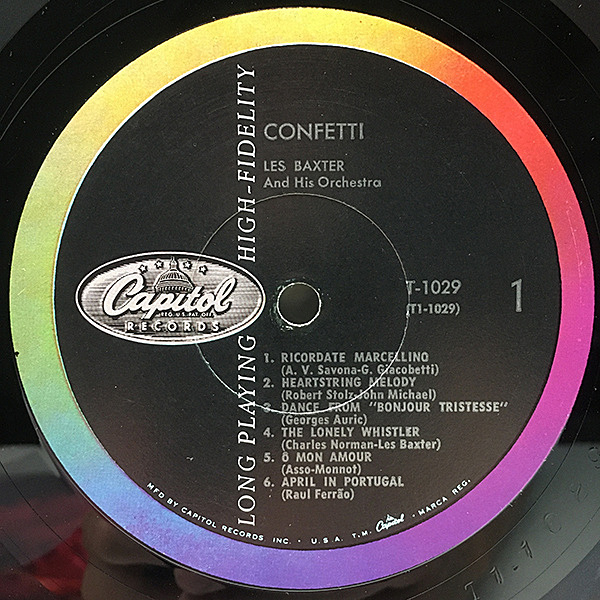 CONFETTI
LES BAXTER
And His Orchestra
LONG PLAYING HIGH-FIDELITY
Capitol
REG. U.S. PAT. OFF.
RECORDS
T-1029
(T1-1029)
1
1. RICORDATE MARCELLINO
(A. V. Savona-G. Giacobetti)
2. HEARTSTRING MELODY
(Robert Stolz-John Michael)
3. DANCE FROM "BONJOUR TRISTESSE"
(Georges Auric)
4. THE LONELY WHISTLER
(Charles Norman-Les Baxter)
5. Ô MON AMOUR
(Asso-Monnot)
6. APRIL IN PORTUGAL
(Raul Ferrão)
MFD BY CAPITOL RECORDS INC. · U.S.A. T.M. Capitol · MARCA REG.